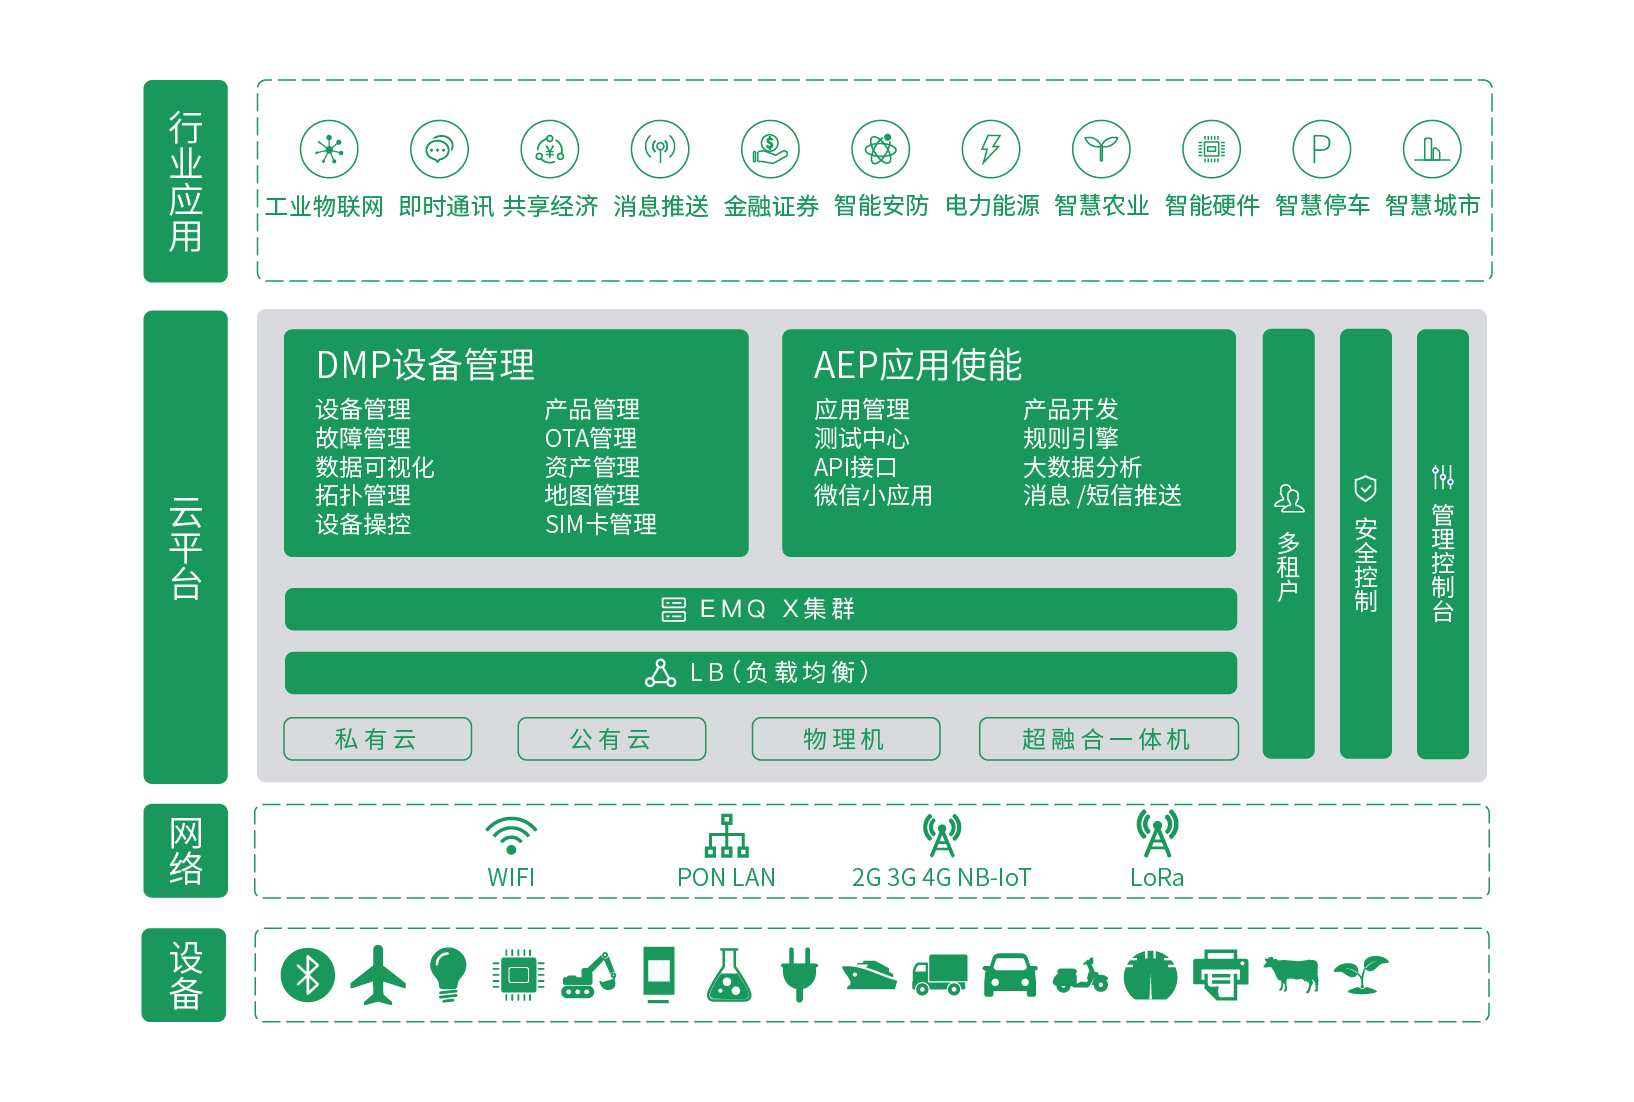 行业应用
工业物联网 即时通讯 共享经济 消息推送 金融证券 智能安防 电力能源 智慧农业 智能硬件 智慧停车 智慧城市
云平台
DMP设备管理
设备管理 产品管理
故障管理 OTA管理
数据可视化 资产管理
拓扑管理 地图管理
设备操控 SIM卡管理
AEP应用使能
应用管理 产品开发
测试中心 规则引擎
API接口 大数据分析
微信小应用 消息 /短信推送
多租户
安全控制
管理控制台
EMQ X集群
LB(负载均衡)
私有云 公有云 物理机 超融合一体机
网络
WIFI PON LAN 2G 3G 4G NB-IoT LoRa
设备